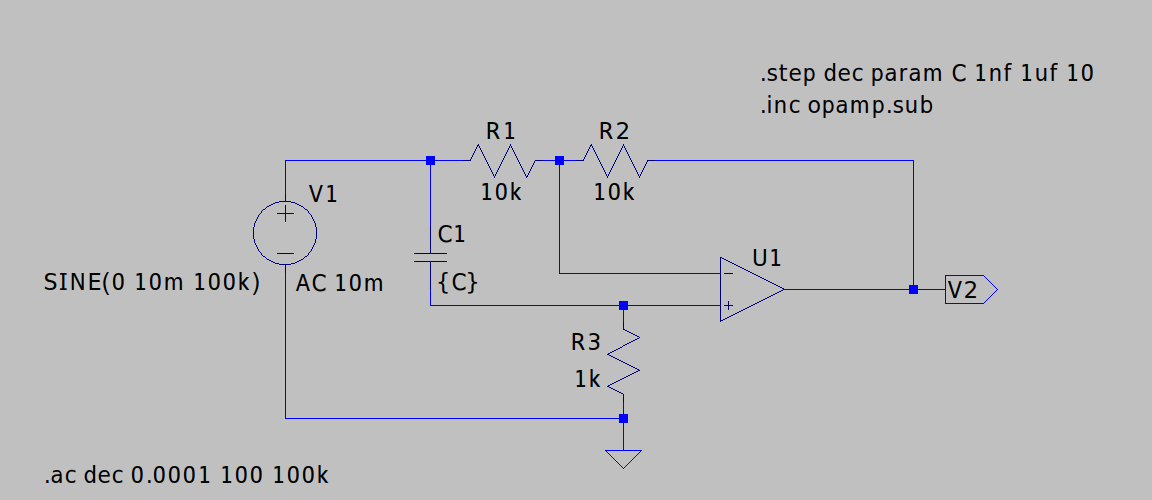 .step dec param C 1nf 1uf 10
.inc opamp.sub
R1
R2
10k
10k
V1
C1
U1
SINE(0 10m 100k)
AC 10m
{C}
V2
R3
1k
.ac dec 0.0001 100 100k